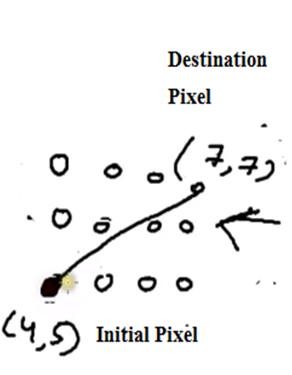 Destination
Pixel
(7,7)
(4,5) Initial Pixel